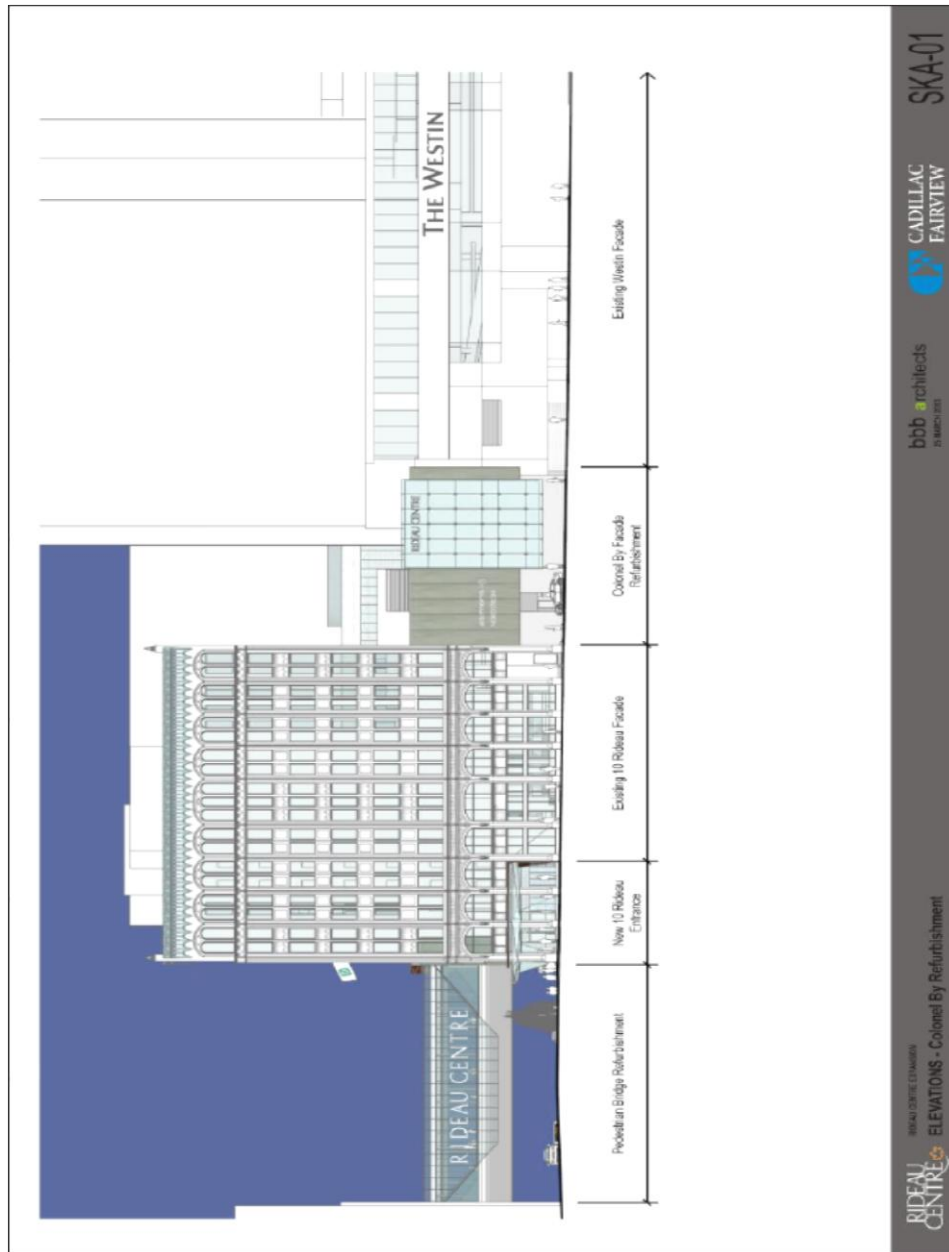 RIDEAU CENTRE
THE WESTIN
RIDEAU CENTRE
Pedestrian Bridge Refurbishment
New 10 Rideau
Entrance
Existing 10 Rideau Facade
Colonel By Facade
Refurbishment
Existing Westin Facade
RIDEAU
CENTRE
RIDEAU CENTRE EXPANSION
ELEVATIONS - Colonel By Refurbishment
bbb architects
CADILLAC
FAIRVIEW
SKA-01